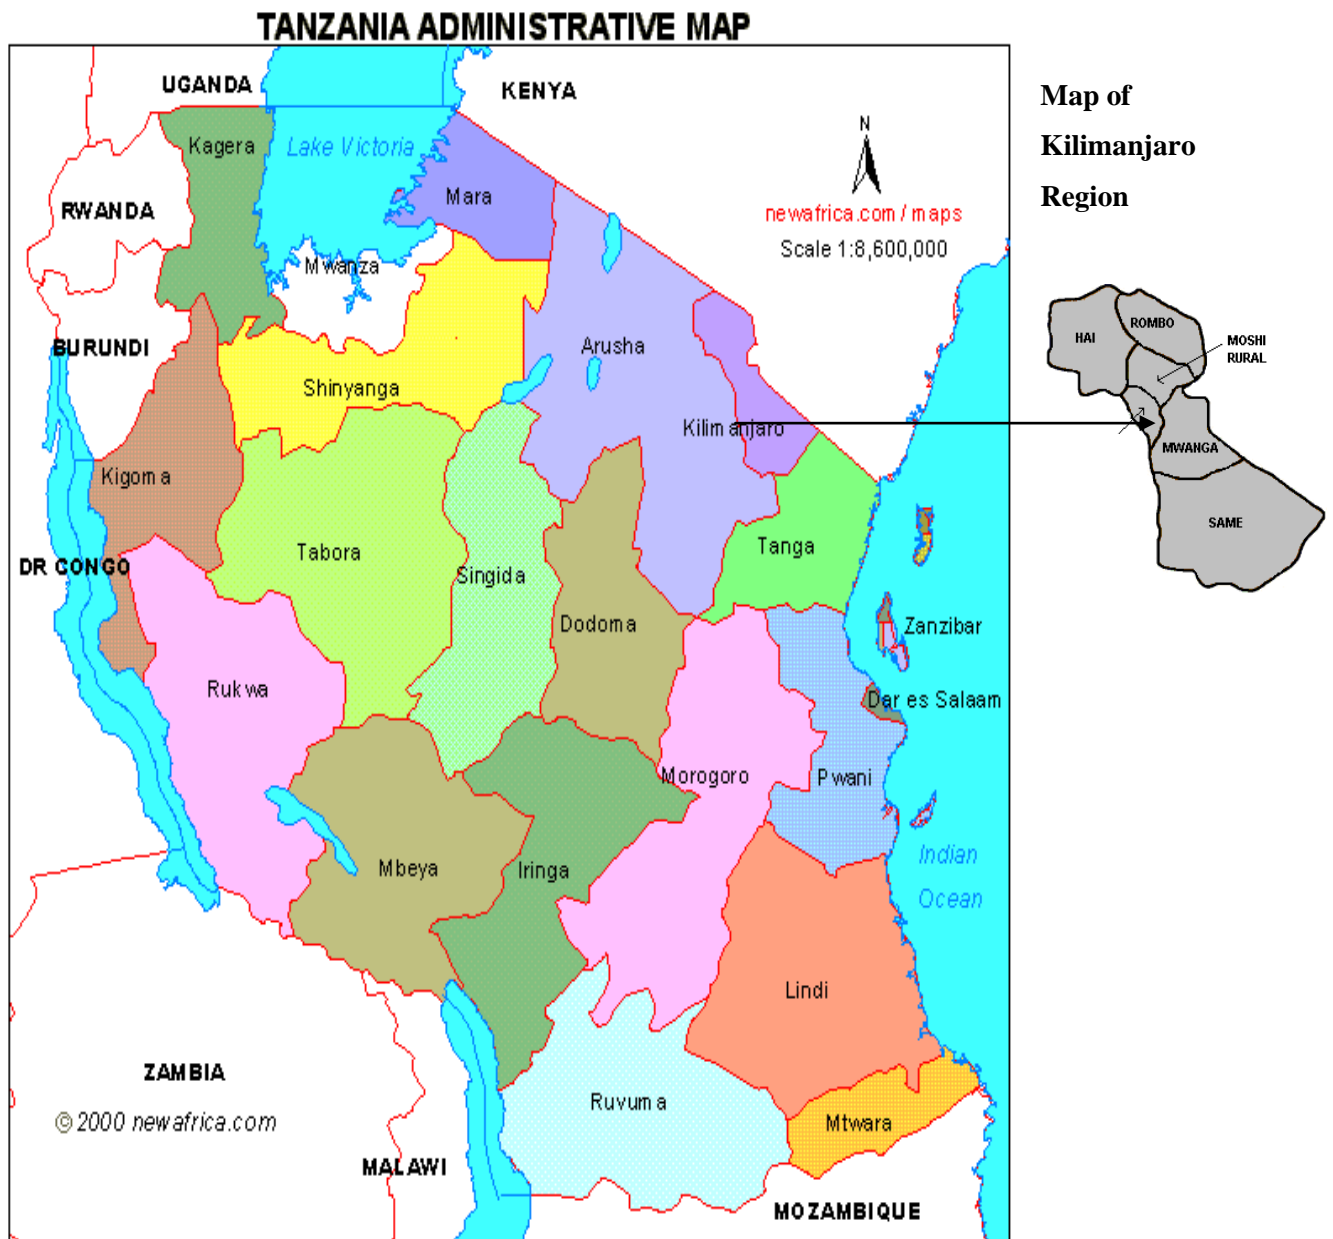 TANZANIA ADMINISTRATIVE MAP
UGANDA
KENYA
Map of
Kilimanjaro
Region
N
Kagera
Lake Victoria
Mara
RWANDA
newafrica.com / maps
Scale 1:8,600,000
Mwanza
BURUNDI
Arusha
HAI
ROMBO
MOSHI
RURAL
Shinyanga
Kilimanjaro
MWANGA
Kigoma
SAME
Tabora
Tanga
DR CONGO
Singida
Dodoma
Zanzibar
Rukwa
Dar es Salaam
Morogoro
Pwani
Mbeya
Iringa
Indian
Ocean
Lindi
ZAMBIA
Ruvuma
© 2000 newafrica.com
Mtwara
MALAWI
MOZAMBIQUE